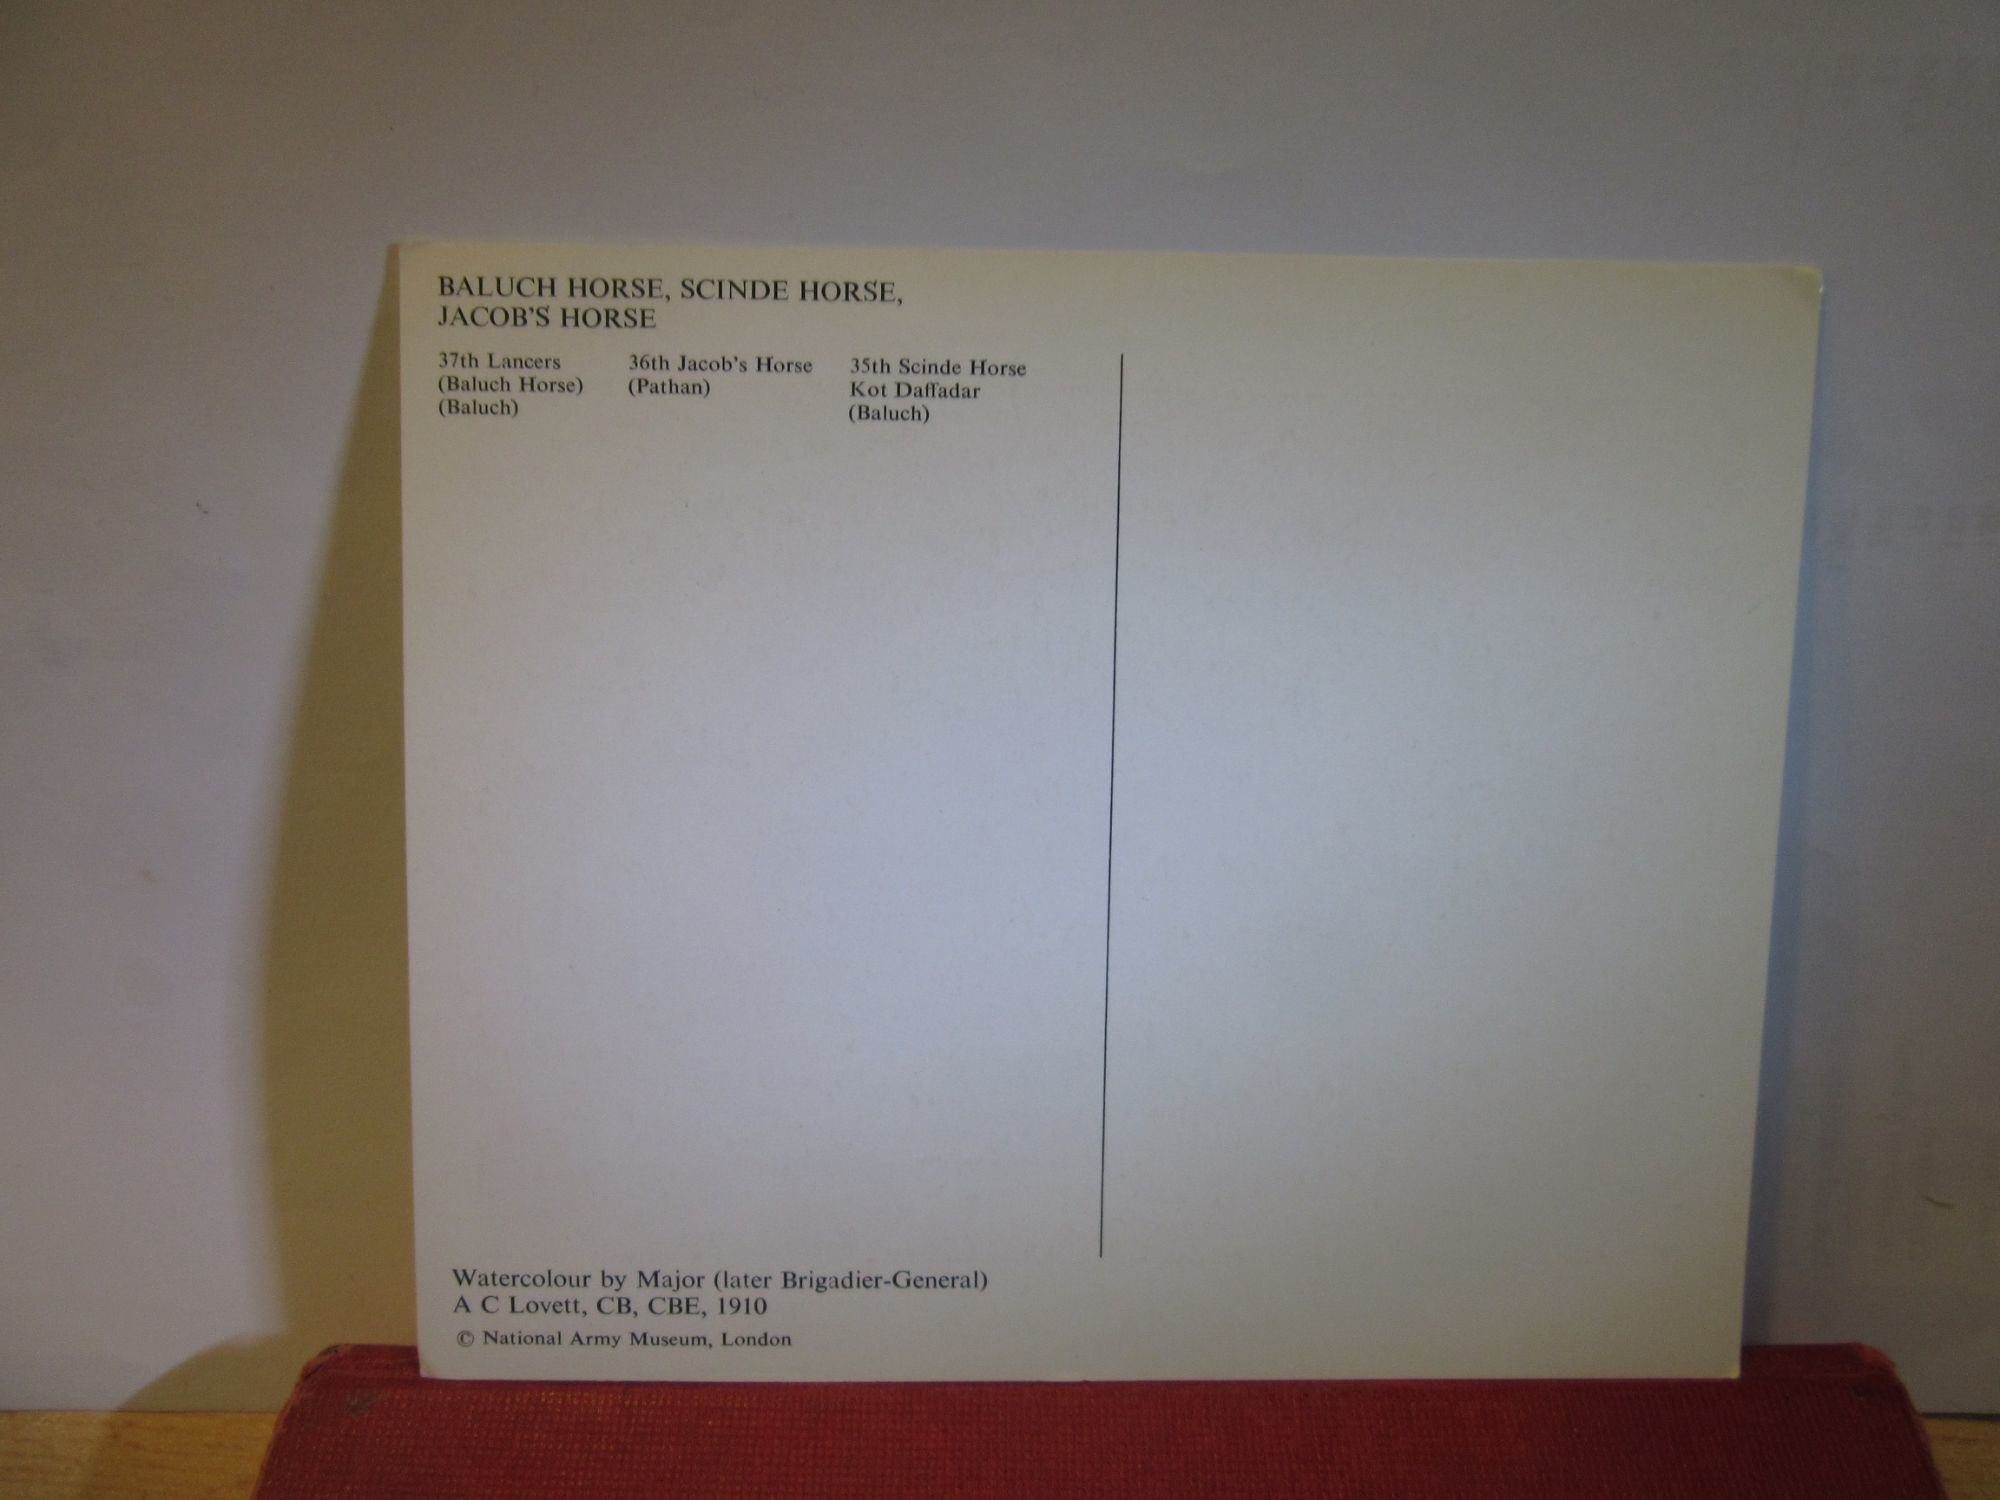 BALUCH HORSE, SCINDE HORSE,
JACOB'S HORSE
37th Lancers
(Baluch Horse)
(Baluch)
36th Jacob's Horse
(Pathan)
35th Scinde Horse
Kot Daffadar
(Baluch)
Watercolour by Major (later Brigadier-General)
A C Lovett, CB, CBE, 1910
© National Army Museum, London